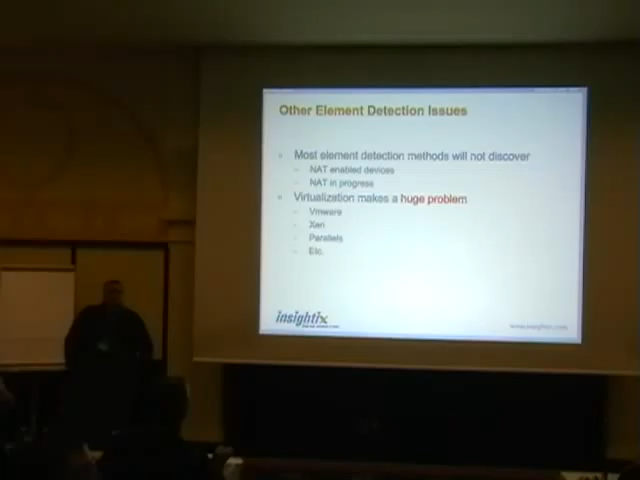 Other Element Detection Issues
Most element detection methods will not discover
NAT enabled devices
NAT in progress
Virtualization makes a huge problem
Vmware
Xen
Parallels
Etc.
insightix
www.insightix.com